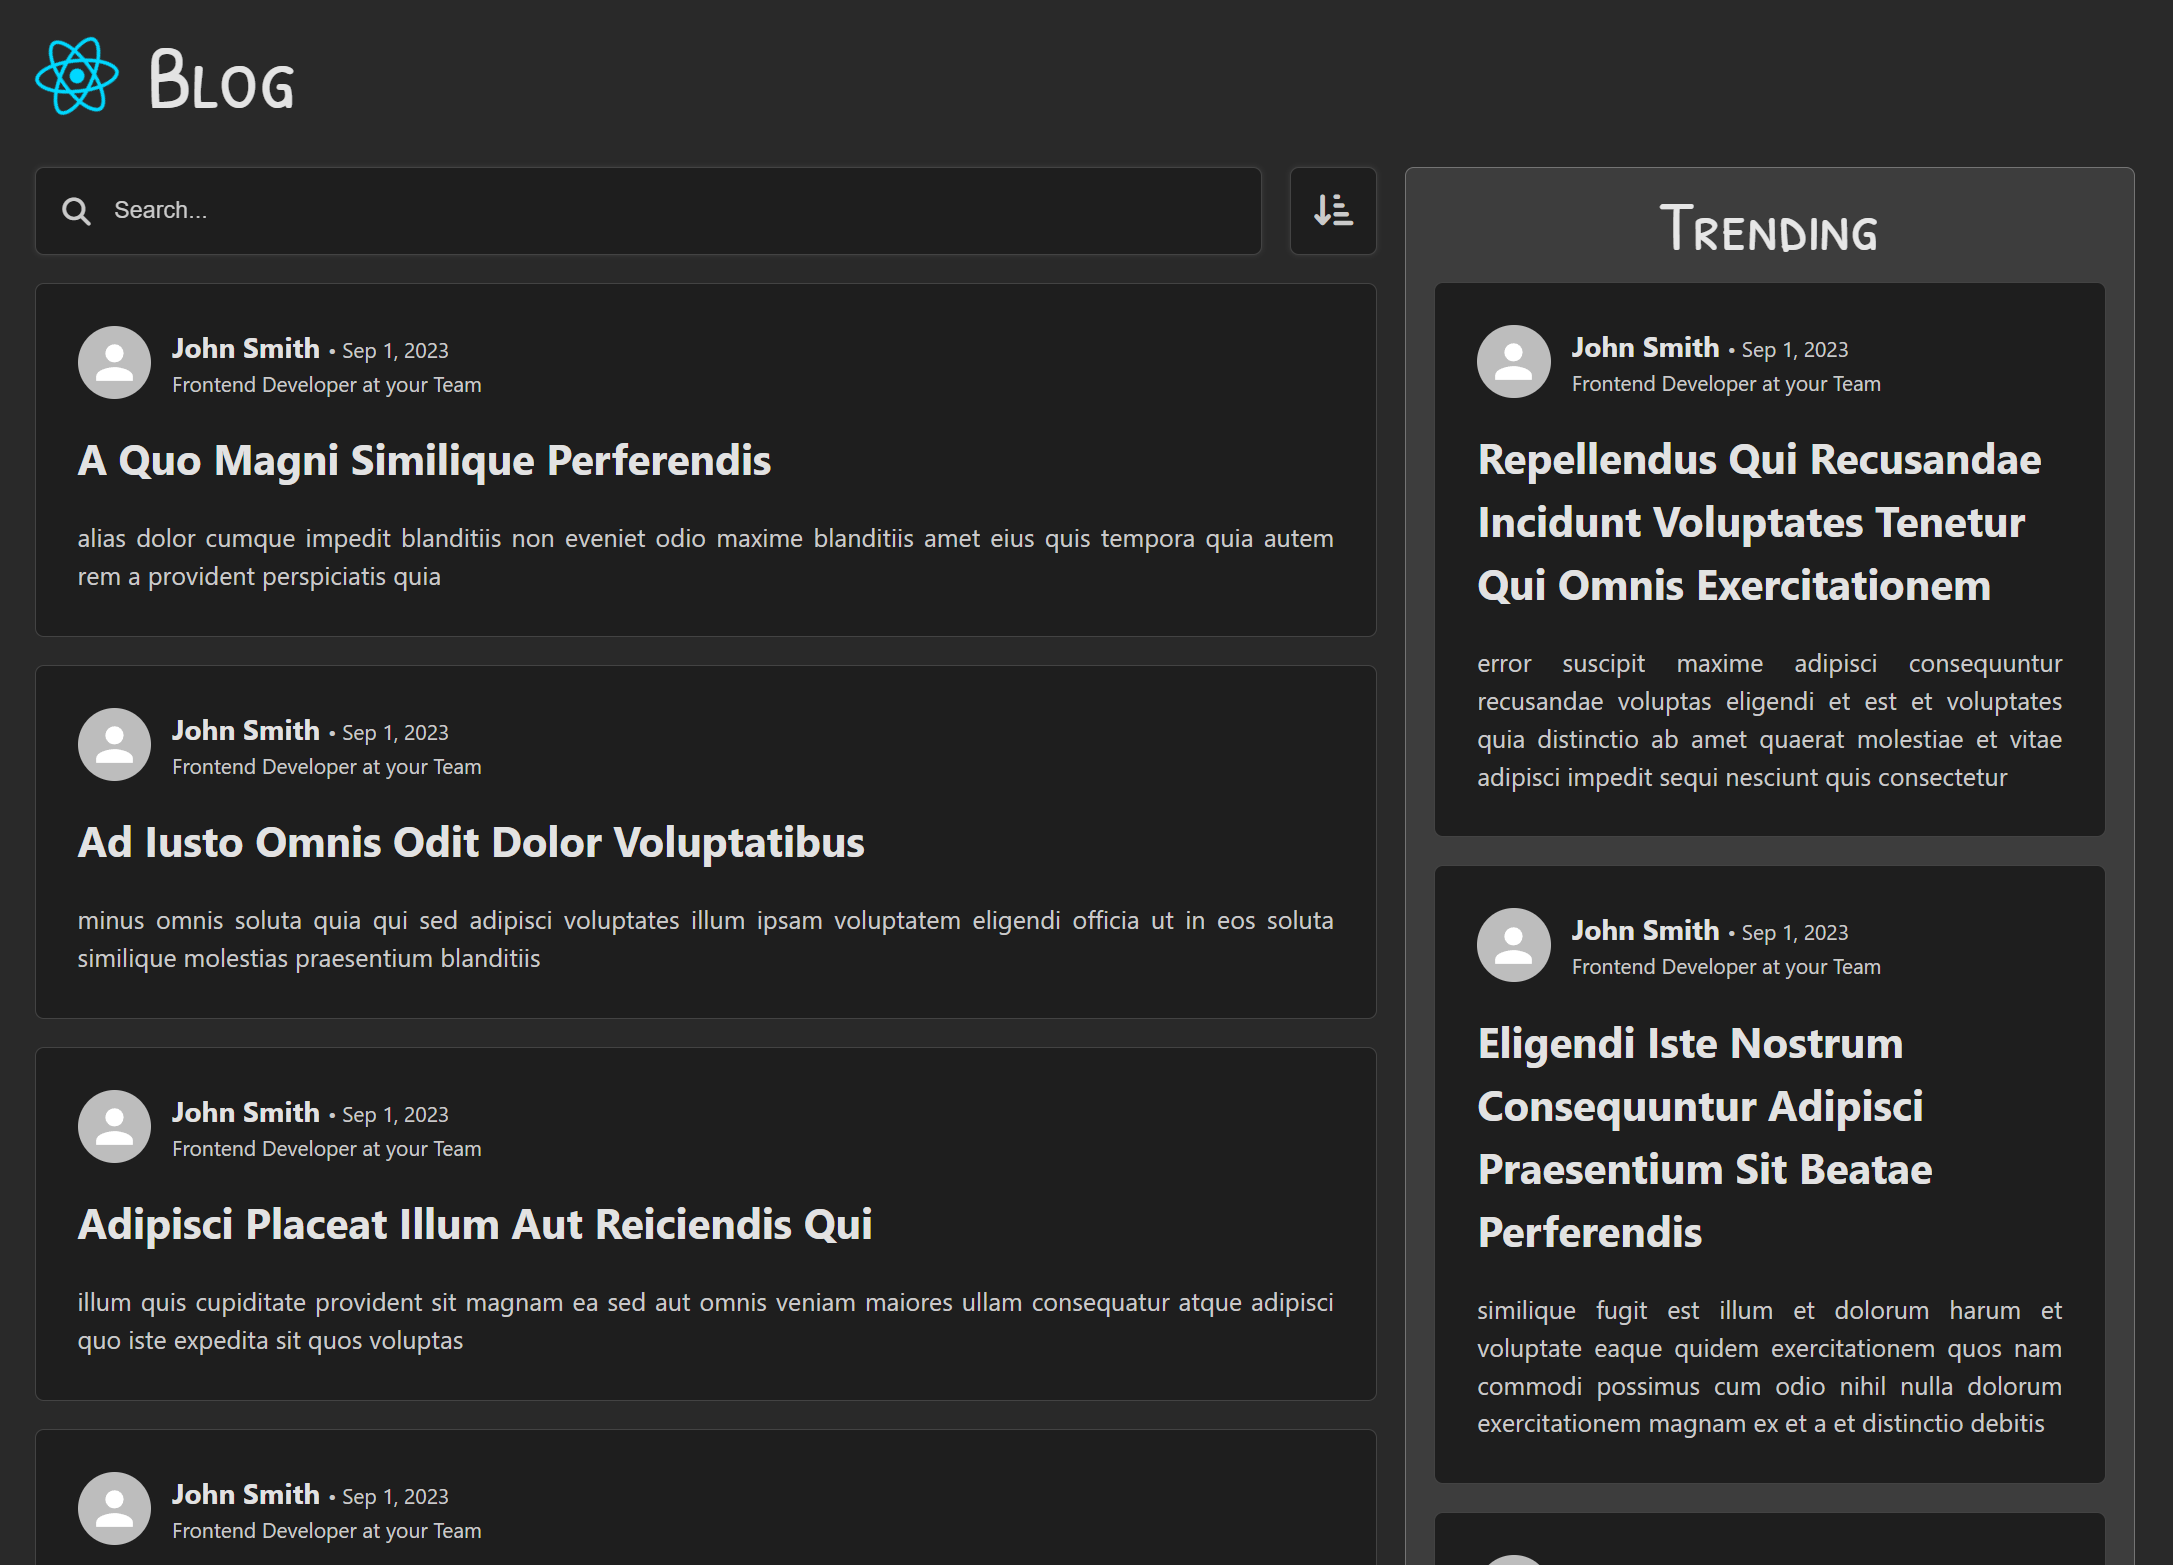 Blog
Search...
John Smith • Sep 1, 2023
Frontend Developer at your Team
A Quo Magni Similique Perferendis
alias dolor cumque impedit blanditiis non eveniet odio maxime blanditiis amet eius quis tempora quia autem
rem a provident perspiciatis quia
John Smith • Sep 1, 2023
Frontend Developer at your Team
Ad Iusto Omnis Odit Dolor Voluptatibus
minus omnis soluta quia qui sed adipisci voluptates illum ipsam voluptatem eligendi officia ut in eos soluta
similique molestias praesentium blanditiis
John Smith • Sep 1, 2023
Frontend Developer at your Team
Adipisci Placeat Illum Aut Reiciendis Qui
illum quis cupiditate provident sit magnam ea sed aut omnis veniam maiores ullam consequatur atque adipisci
quo iste expedita sit quos voluptas
John Smith • Sep 1, 2023
Frontend Developer at your Team
Trending
John Smith • Sep 1, 2023
Frontend Developer at your Team
Repellendus Qui Recusandae
Incidunt Voluptates Tenetur
Qui Omnis Exercitationem
error suscipit maxime adipisci consequuntur
recusandae voluptas eligendi et est et voluptates
quia distinctio ab amet quaerat molestiae et vitae
adipisci impedit sequi nesciunt quis consectetur
John Smith • Sep 1, 2023
Frontend Developer at your Team
Eligendi Iste Nostrum
Consequuntur Adipisci
Praesentium Sit Beatae
Perferendis
similique fugit est illum et dolorum harum et
voluptate eaque quidem exercitationem quos nam
commodi possimus cum odio nihil nulla dolorum
exercitationem magnam ex et a et distinctio debitis